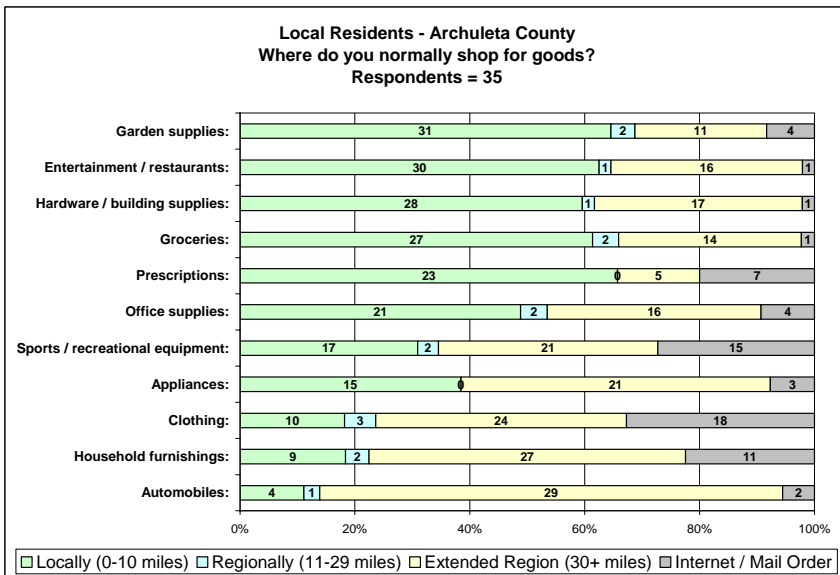 Local Residents - Archuleta County
Where do you normally shop for goods?
Respondents = 35
Garden supplies: 31 2 11 4
Entertainment / restaurants: 30 1 16 1
Hardware / building supplies: 28 1 17 1
Groceries: 27 2 14 1
Prescriptions: 23 0 5 7
Office supplies: 21 2 16 4
Sports / recreational equipment: 17 2 21 15
Appliances: 15 0 21 3
Clothing: 10 3 24 18
Household furnishings: 9 2 27 11
Automobiles: 4 1 29 2
0% 20% 40% 60% 80% 100%
Locally (0-10 miles) Regionally (11-29 miles) Extended Region (30+ miles) Internet / Mail Order